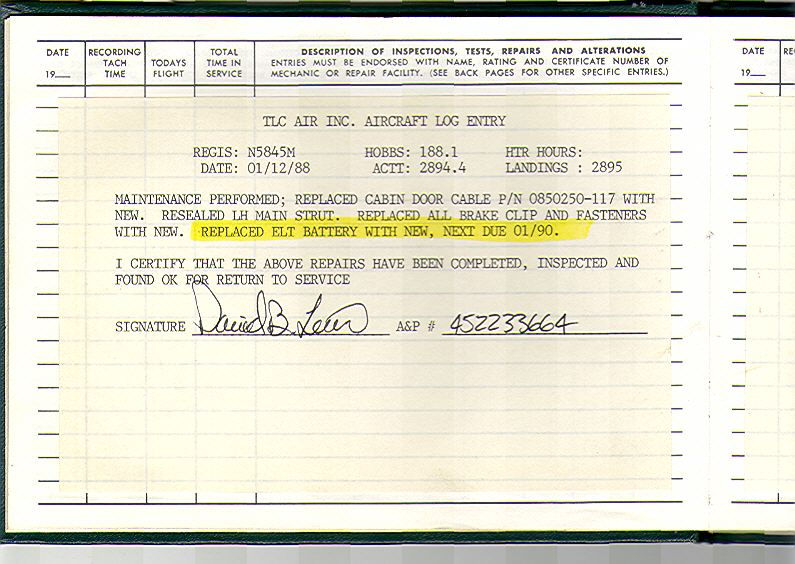 DATE RECORDING TACH TIME TODAYS FLIGHT TOTAL TIME IN SERVICE DESCRIPTION OF INSPECTIONS, TESTS, REPAIRS AND ALTERATIONS
19__ ENTRIES MUST BE ENDORSED WITH NAME, RATING AND CERTIFICATE NUMBER OF
MECHANIC OR REPAIR FACILITY. (SEE BACK PAGES FOR OTHER SPECIFIC ENTRIES.)
TLC AIR INC. AIRCRAFT LOG ENTRY
REGIS: N5845M HOBBS: 188.1 HTR HOURS:
DATE: 01/12/88 ACTT: 2894.4 LANDINGS : 2895
MAINTENANCE PERFORMED; REPLACED CABIN DOOR CABLE P/N 0850250-117 WITH
NEW. RESEALED LH MAIN STRUT. REPLACED ALL BRAKE CLIP AND FASTENERS
WITH NEW. REPLACED ELT BATTERY WITH NEW, NEXT DUE 01/90.
I CERTIFY THAT THE ABOVE REPAIRS HAVE BEEN COMPLETED, INSPECTED AND
FOUND OK FOR RETURN TO SERVICE
SIGNATURE David B. A&P # 452233664
DATE
19__